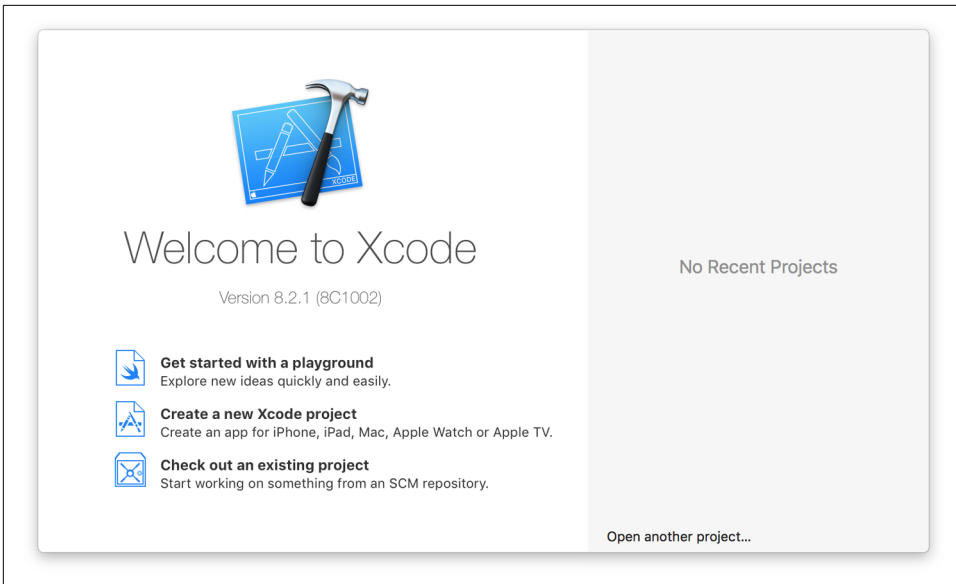 XCODE
Welcome to Xcode
Version 8.2.1 (8C1002)
Get started with a playground
Explore new ideas quickly and easily.
Create a new Xcode project
Create an app for iPhone, iPad, Mac, Apple Watch or Apple TV.
Check out an existing project
Start working on something from an SCM repository.
No Recent Projects
Open another project...